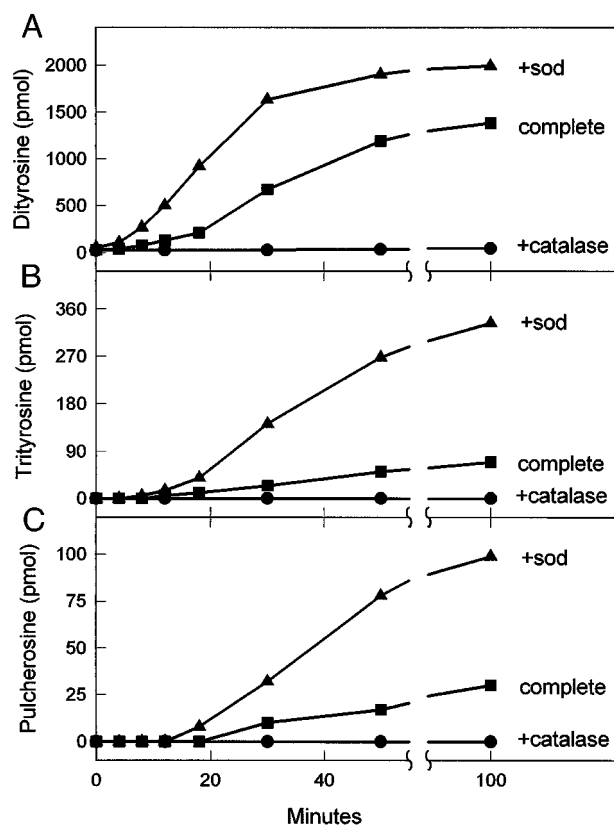 A
Dityrosine (pmol)
2000
1500
1000
500
0
+sod
complete
+catalase
B
Trityrosine (pmol)
360
270
180
90
0
+sod
complete
+catalase
C
Pulcherosine (pmol)
100
75
50
25
0
+sod
complete
+catalase
0 20 40 100
Minutes